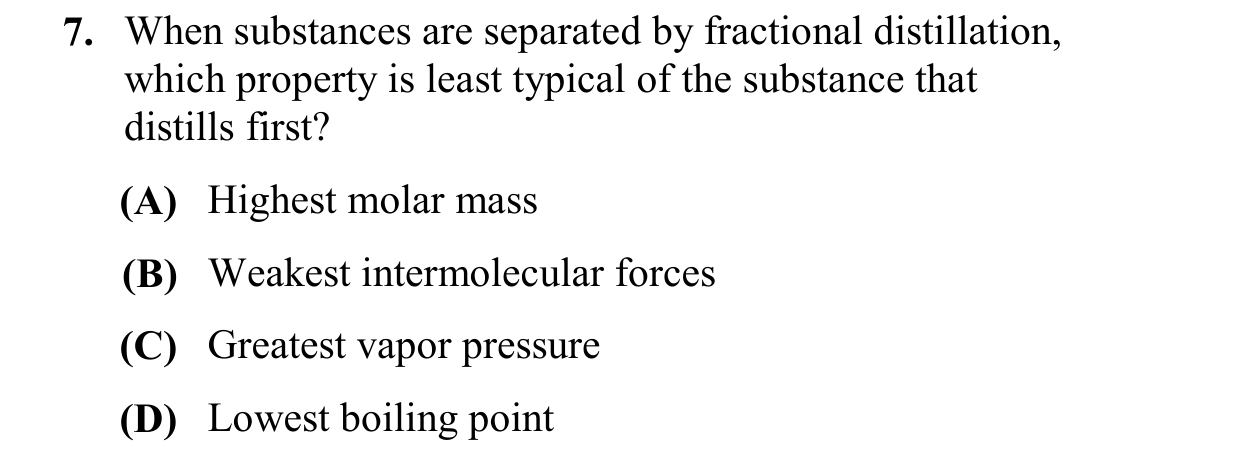 7. When substances are separated by fractional distillation,
which property is least typical of the substance that
distills first?
(A) Highest molar mass
(B) Weakest intermolecular forces
(C) Greatest vapor pressure
(D) Lowest boiling point